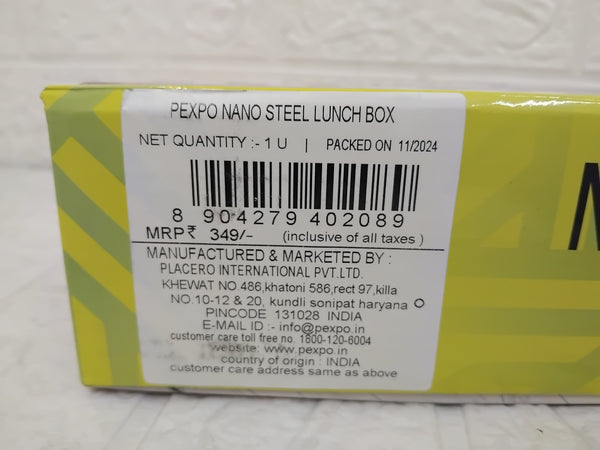 PEXPO NANO STEEL LUNCH BOX
NET QUANTITY :- 1 U | PACKED ON 11/2024
8 904279 402089
MRP ₹ 349/- (inclusive of all taxes )
MANUFACTURED & MARKETED BY :
PLACERO INTERNATIONAL PVT.LTD.
KHEWAT NO.486,khatoni 586,rect 97,killa
NO.10-12 & 20, kundli sonipat haryana
PINCODE 131028 INDIA
E-MAIL ID :- info@pexpo.in
customer care toll free no. 1800-120-6004
website: www.pexpo.in
country of origin : INDIA
customer care address same as above